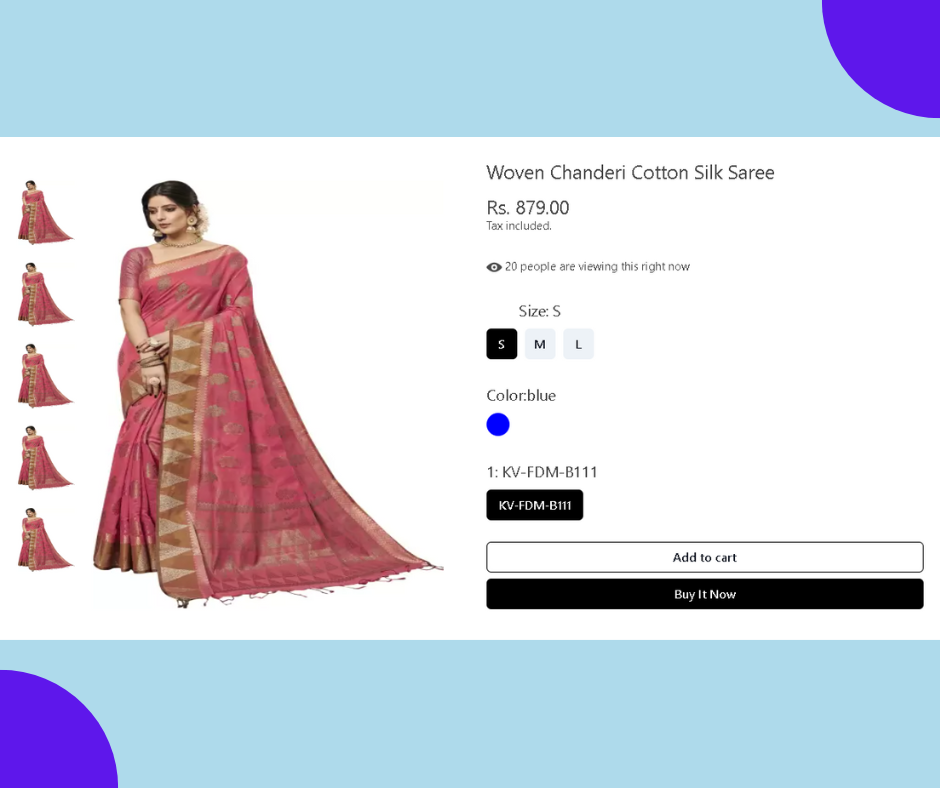 Woven Chanderi Cotton Silk Saree
Rs. 879.00
Tax included.
20 people are viewing this right now
Size: S
S M L
Color:blue
1: KV-FDM-B111
KV-FDM-B111
Add to cart
Buy It Now